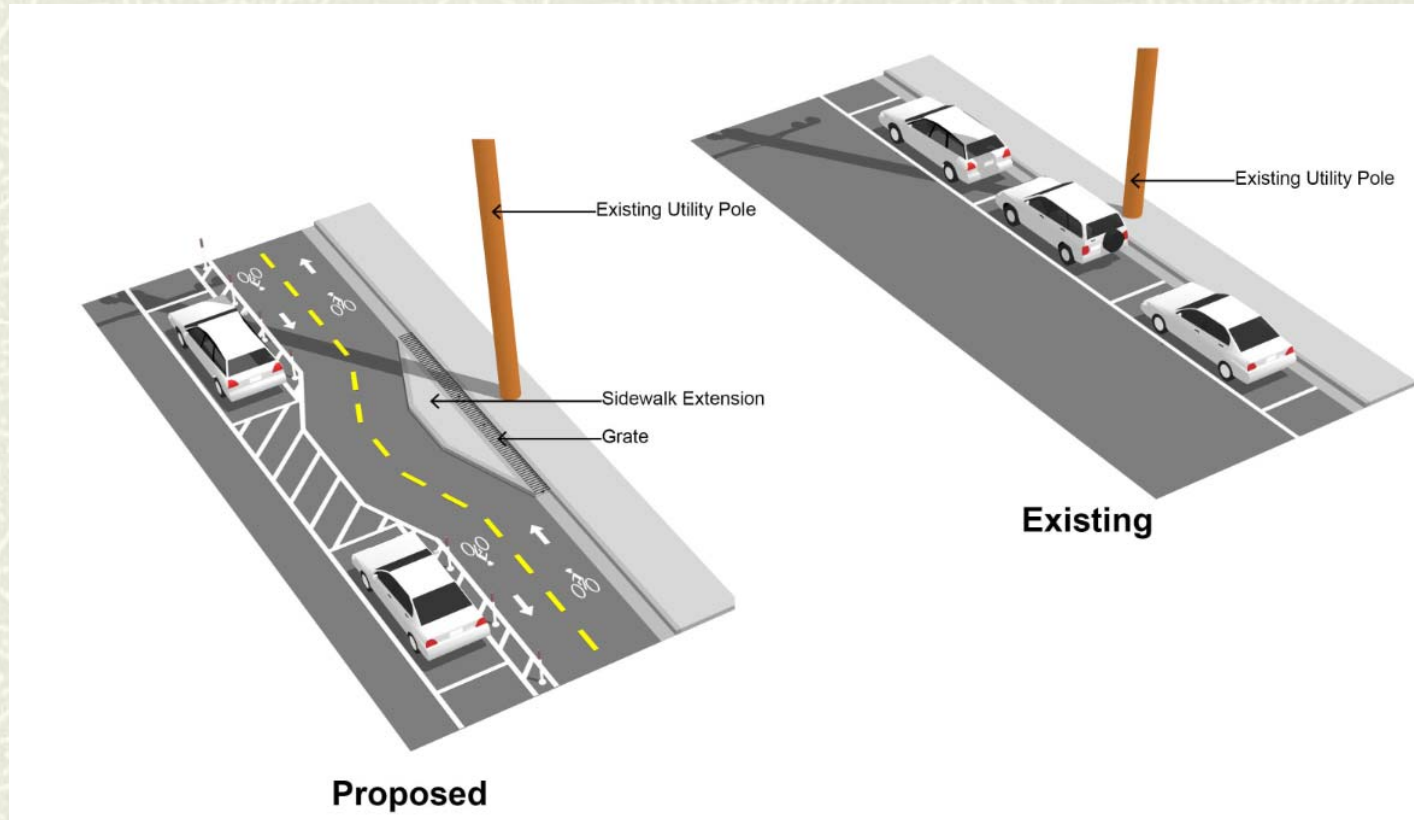 Existing Utility Pole
Sidewalk Extension
Grate
Proposed
Existing Utility Pole
Existing